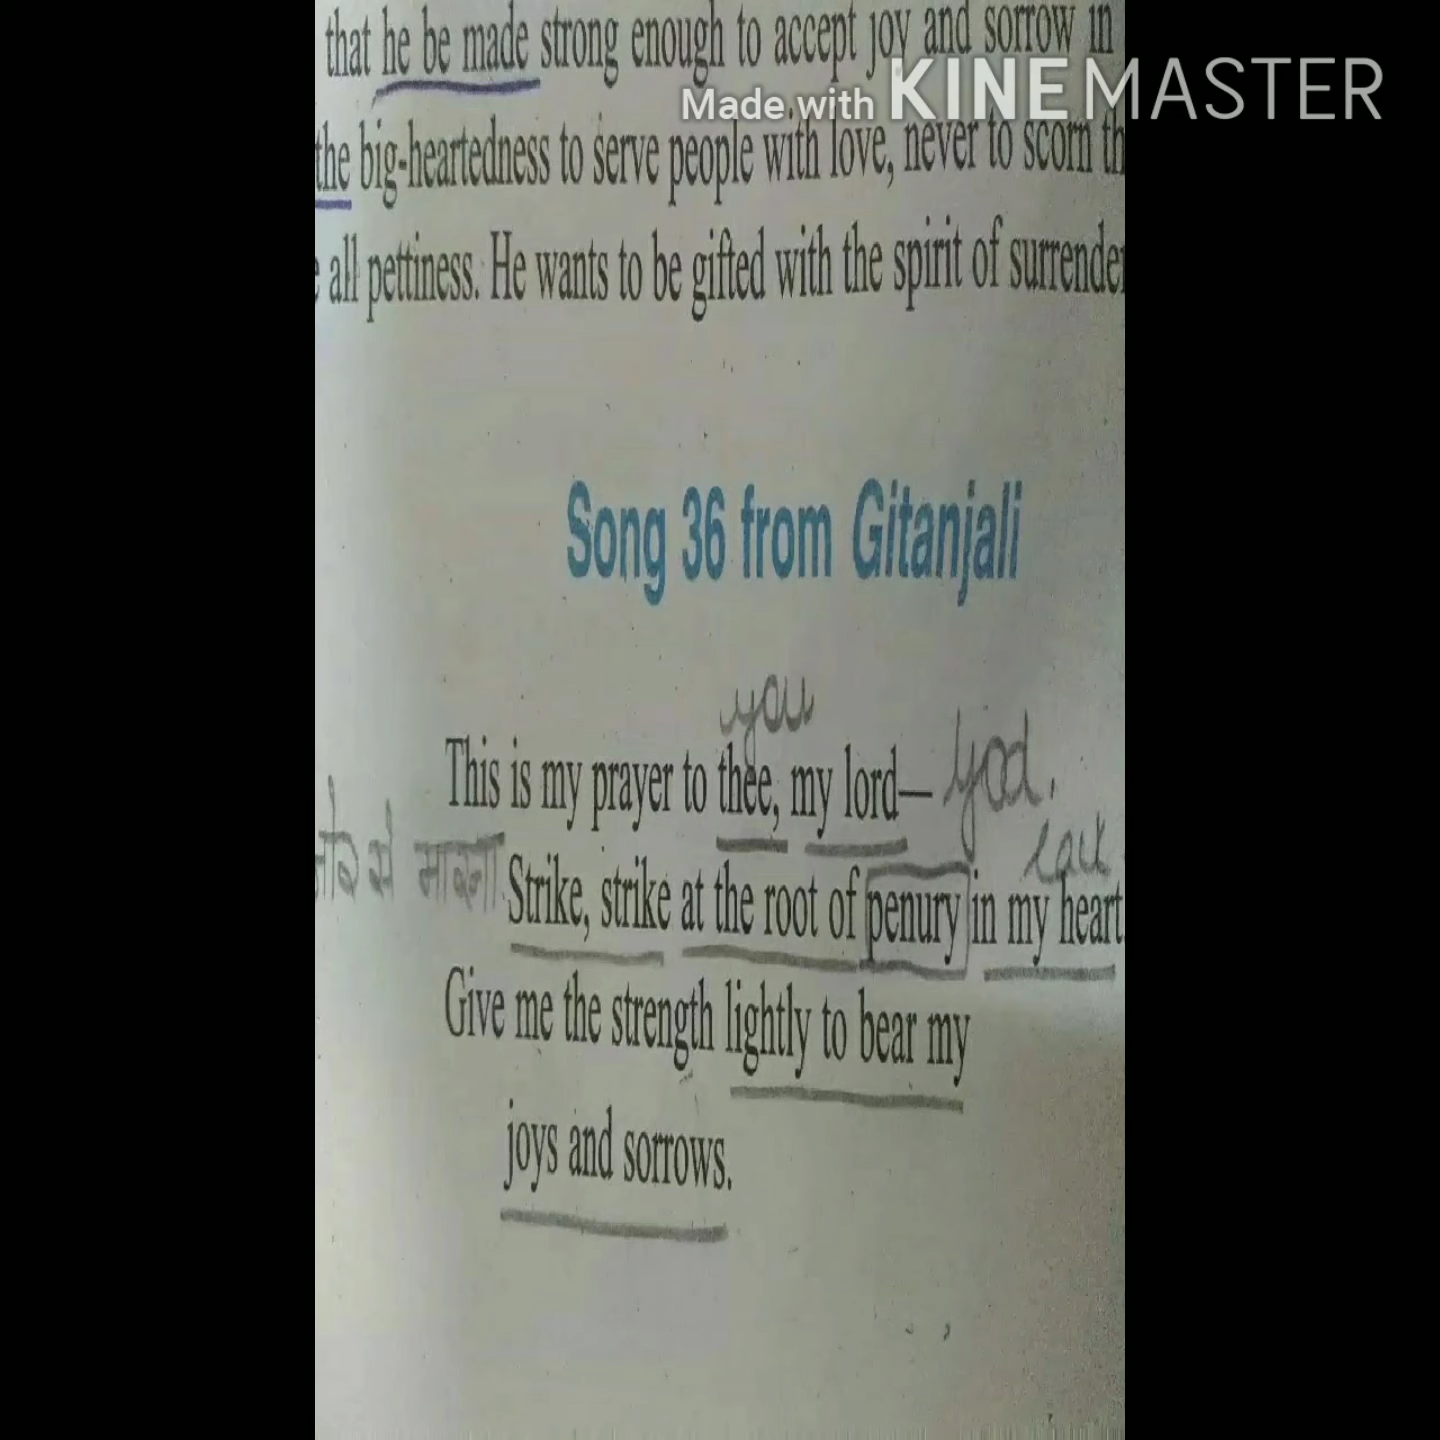 that he be made strong enough to accept joy and sorrow in
Made with KINEMASTER
the big-heartedness to serve people with love, never to scorn th
all pettiness. He wants to be gifted with the spirit of surrender
Song 36 from Gitanjali
you
This is my prayer to thee, my lord— God.
से मारना
Strike, strike at the root of penury in my heart.
Give me the strength lightly to bear my
joys and sorrows.